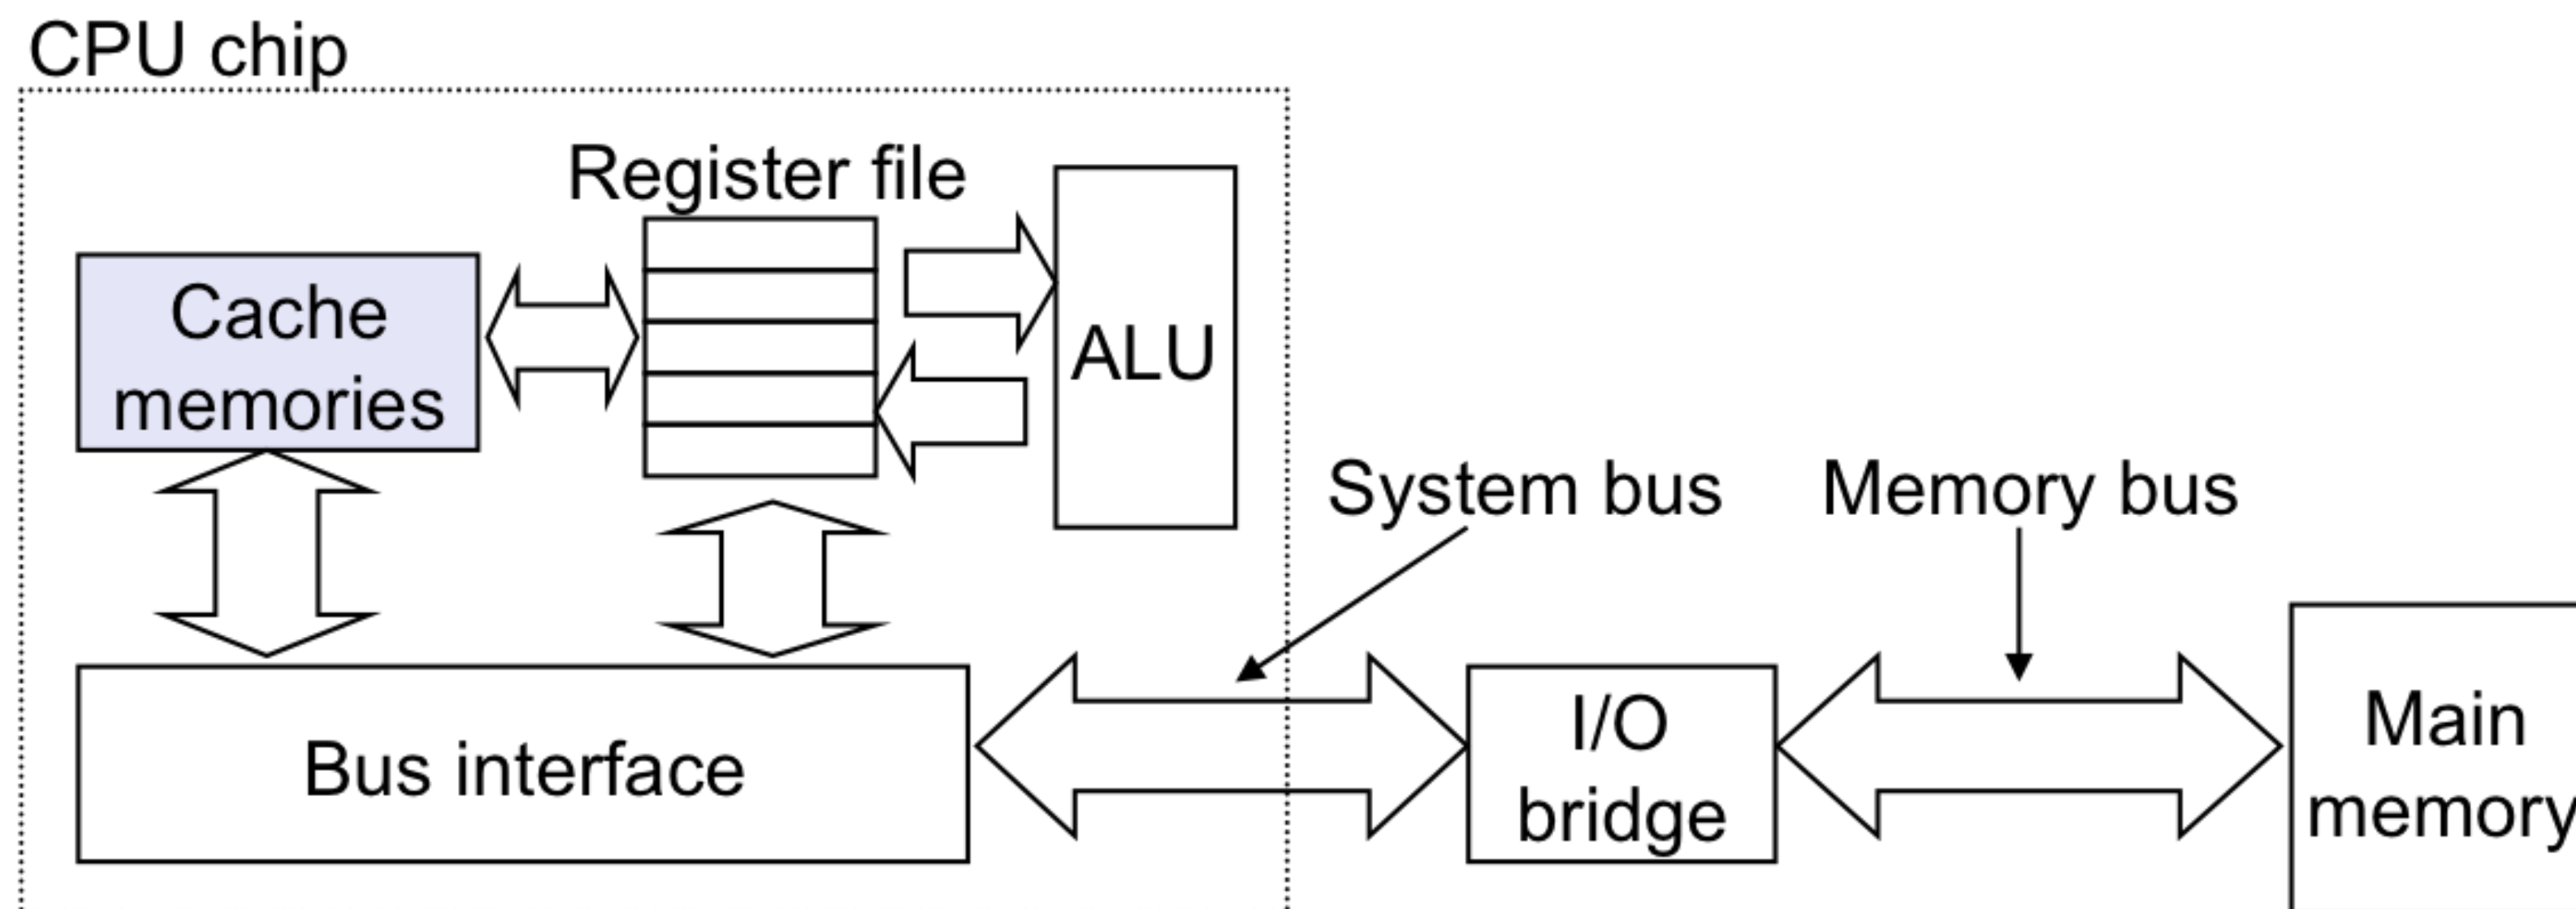 CPU chip
Register file
Cache
memories
ALU
System bus
Memory bus
Bus interface
I/O
bridge
Main
memory